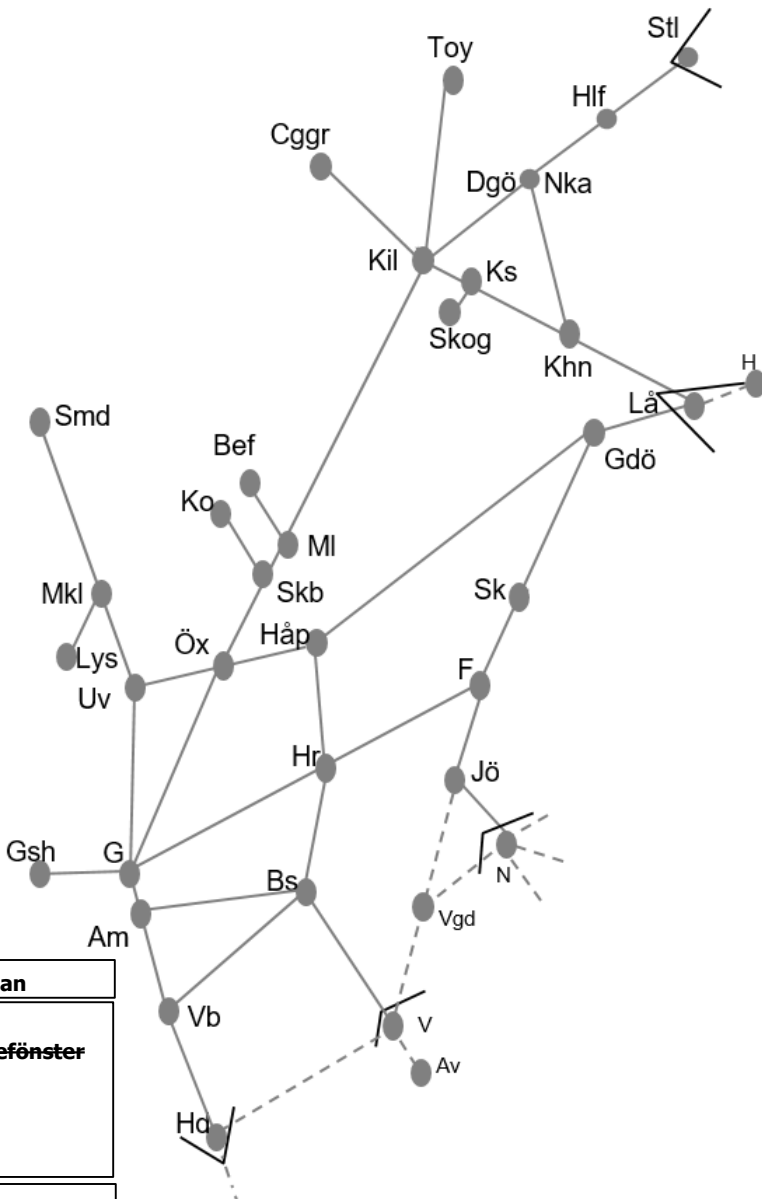 Stl
Toy
Hlf
Cggr
Dgö Nka
Kil
Ks
Skog
Khn
H
Lå
Gdö
Smd
Bef
Ko
Ml
Mkl
Skb
Sk
Öx
Håp
Lys
Uv
F
Hr
Jö
Gsh
G
N
Bs
Vgd
Am
an
Vb
V
efönster
Av
Hd